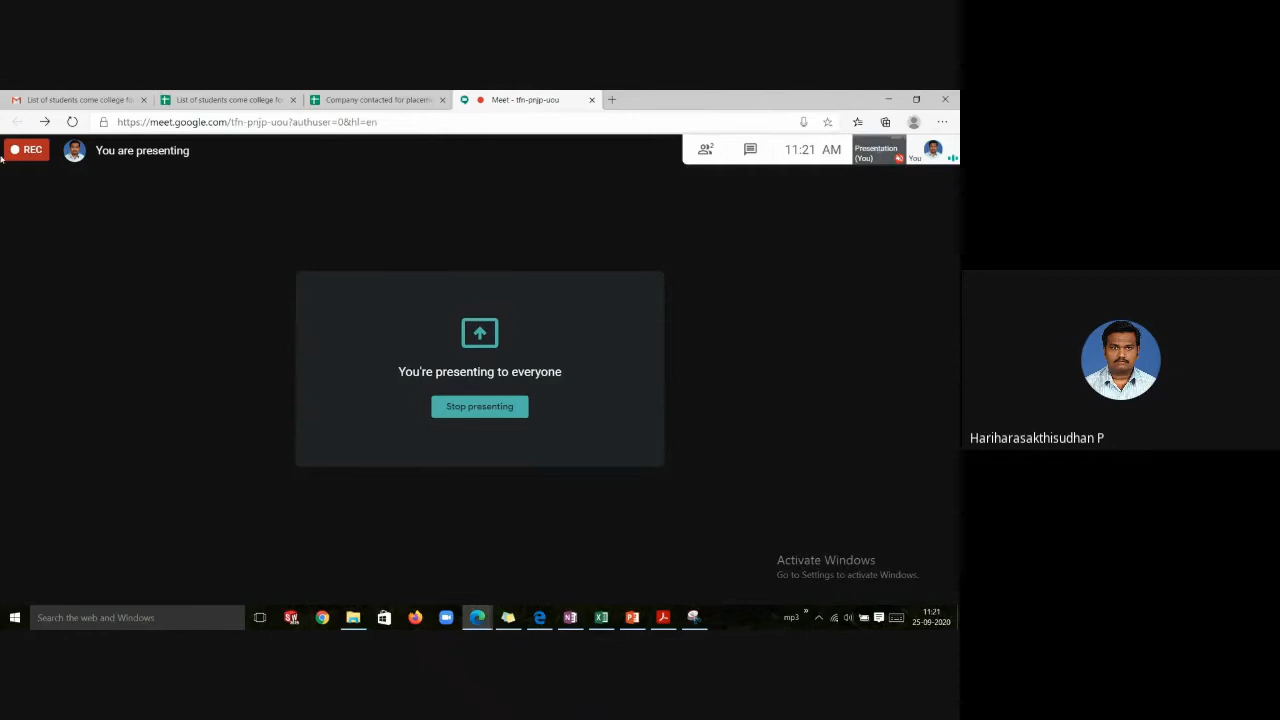 List of students come college fo
List of students come college fo
Company contacted for placem
Meet - tfn-pnjp-uou
https://meet.google.com/tfn-pnjp-uou?authuser=0&hl=en
REC
You are presenting
2
11:21 AM
Presentation
(You)
You
You're presenting to everyone
Stop presenting
Hariharasakthisudhan P
Activate Windows
Go to Settings to activate Windows.
Search the web and Windows
mp3
11:21
25-09-2020